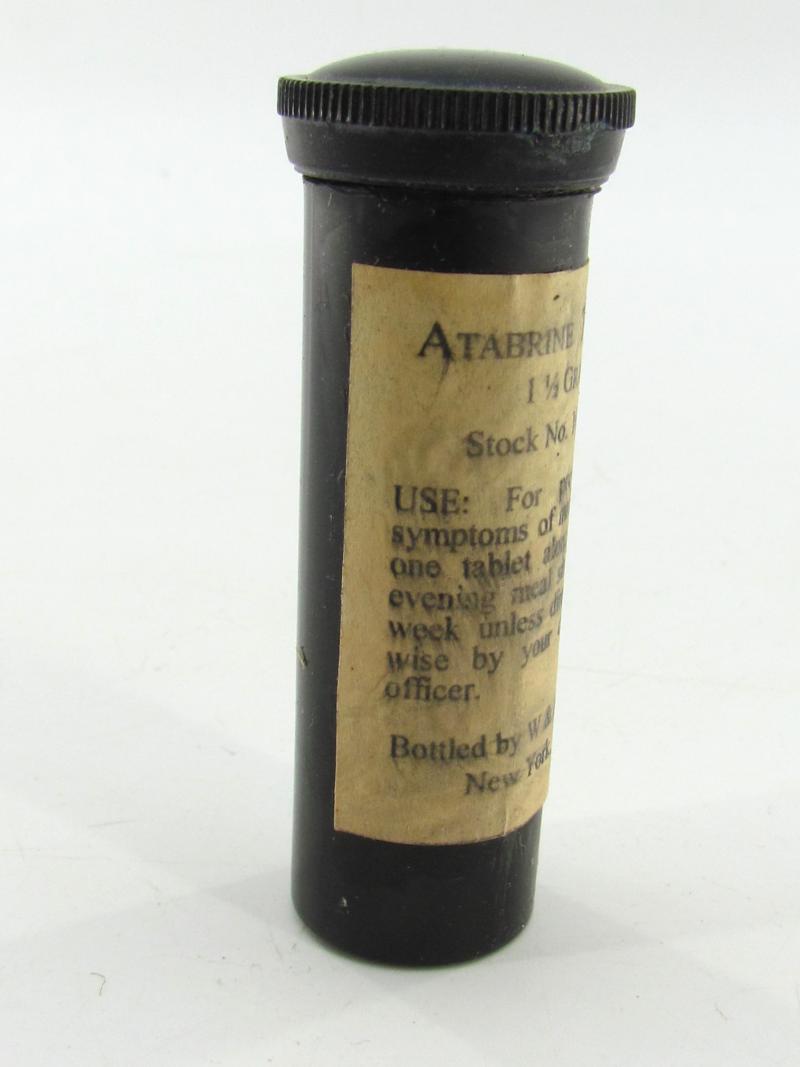 ATABRINE
1 ½
Stock No.
USE: For
symptoms of
one tablet
evening meal
week unless
wise by your
officer.
Bottled by W &
New York,